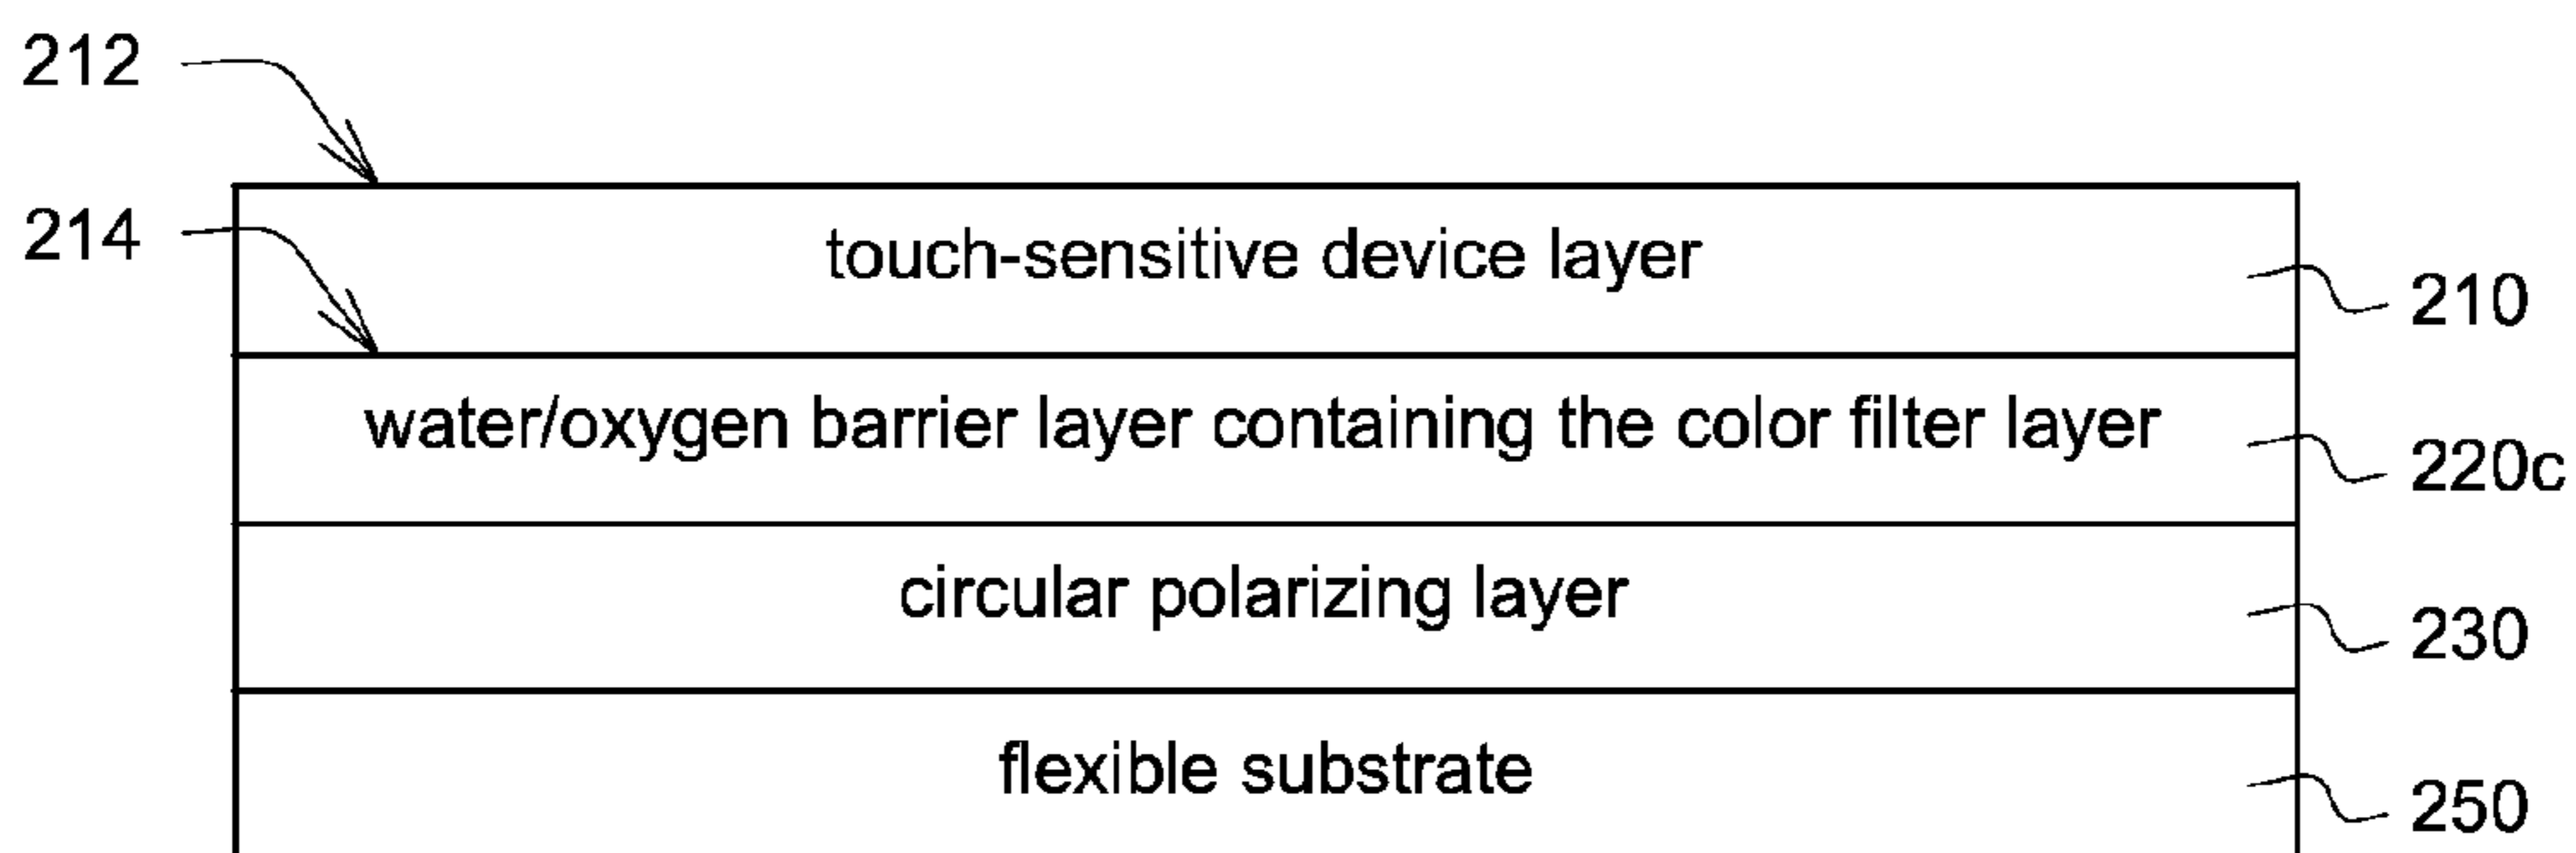 212
214
touch-sensitive device layer
210
water/oxygen barrier layer containing the color filter layer
220c
circular polarizing layer
230
flexible substrate
250